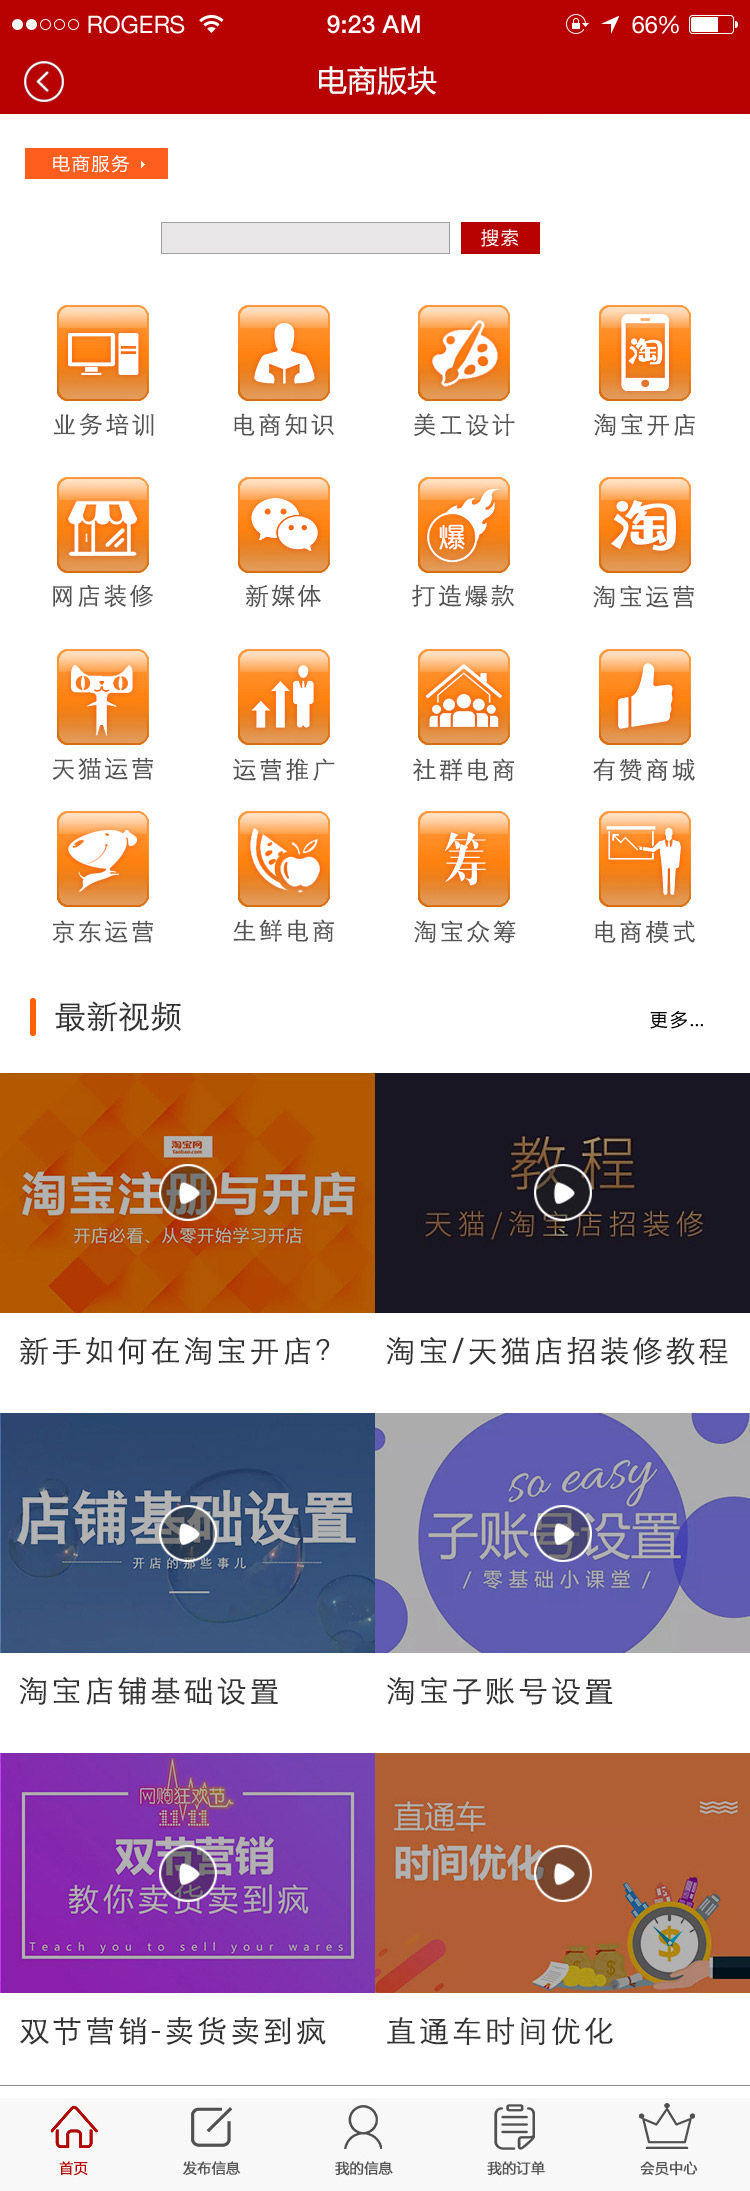 ROGERS 9:23 AM 66%
电商版块
电商服务
搜索
淘
业务培训 电商知识 美工设计 淘宝开店
爆 淘
网店装修 新媒体 打造爆款 淘宝运营
天猫运营 运营推广 社群电商 有赞商城
筹
京东运营 生鲜电商 淘宝众筹 电商模式
最新视频 更多...
淘宝网
Taobao.com
淘宝注册与开店
开店必看、从零开始学习开店
教程
天猫/淘宝店招装修
新手如何在淘宝开店? 淘宝/天猫店招装修教程
店铺基础设置
开店的那些事儿
so easy
子账号设置
/ 零基础小课堂 /
淘宝店铺基础设置 淘宝子账号设置
网购狂欢节
11 11
双节营销
教你卖货卖到疯
Teach you to sell your wares
直通车
时间优化
$
双节营销-卖货卖到疯 直通车时间优化
首页 发布信息 我的信息 我的订单 会员中心